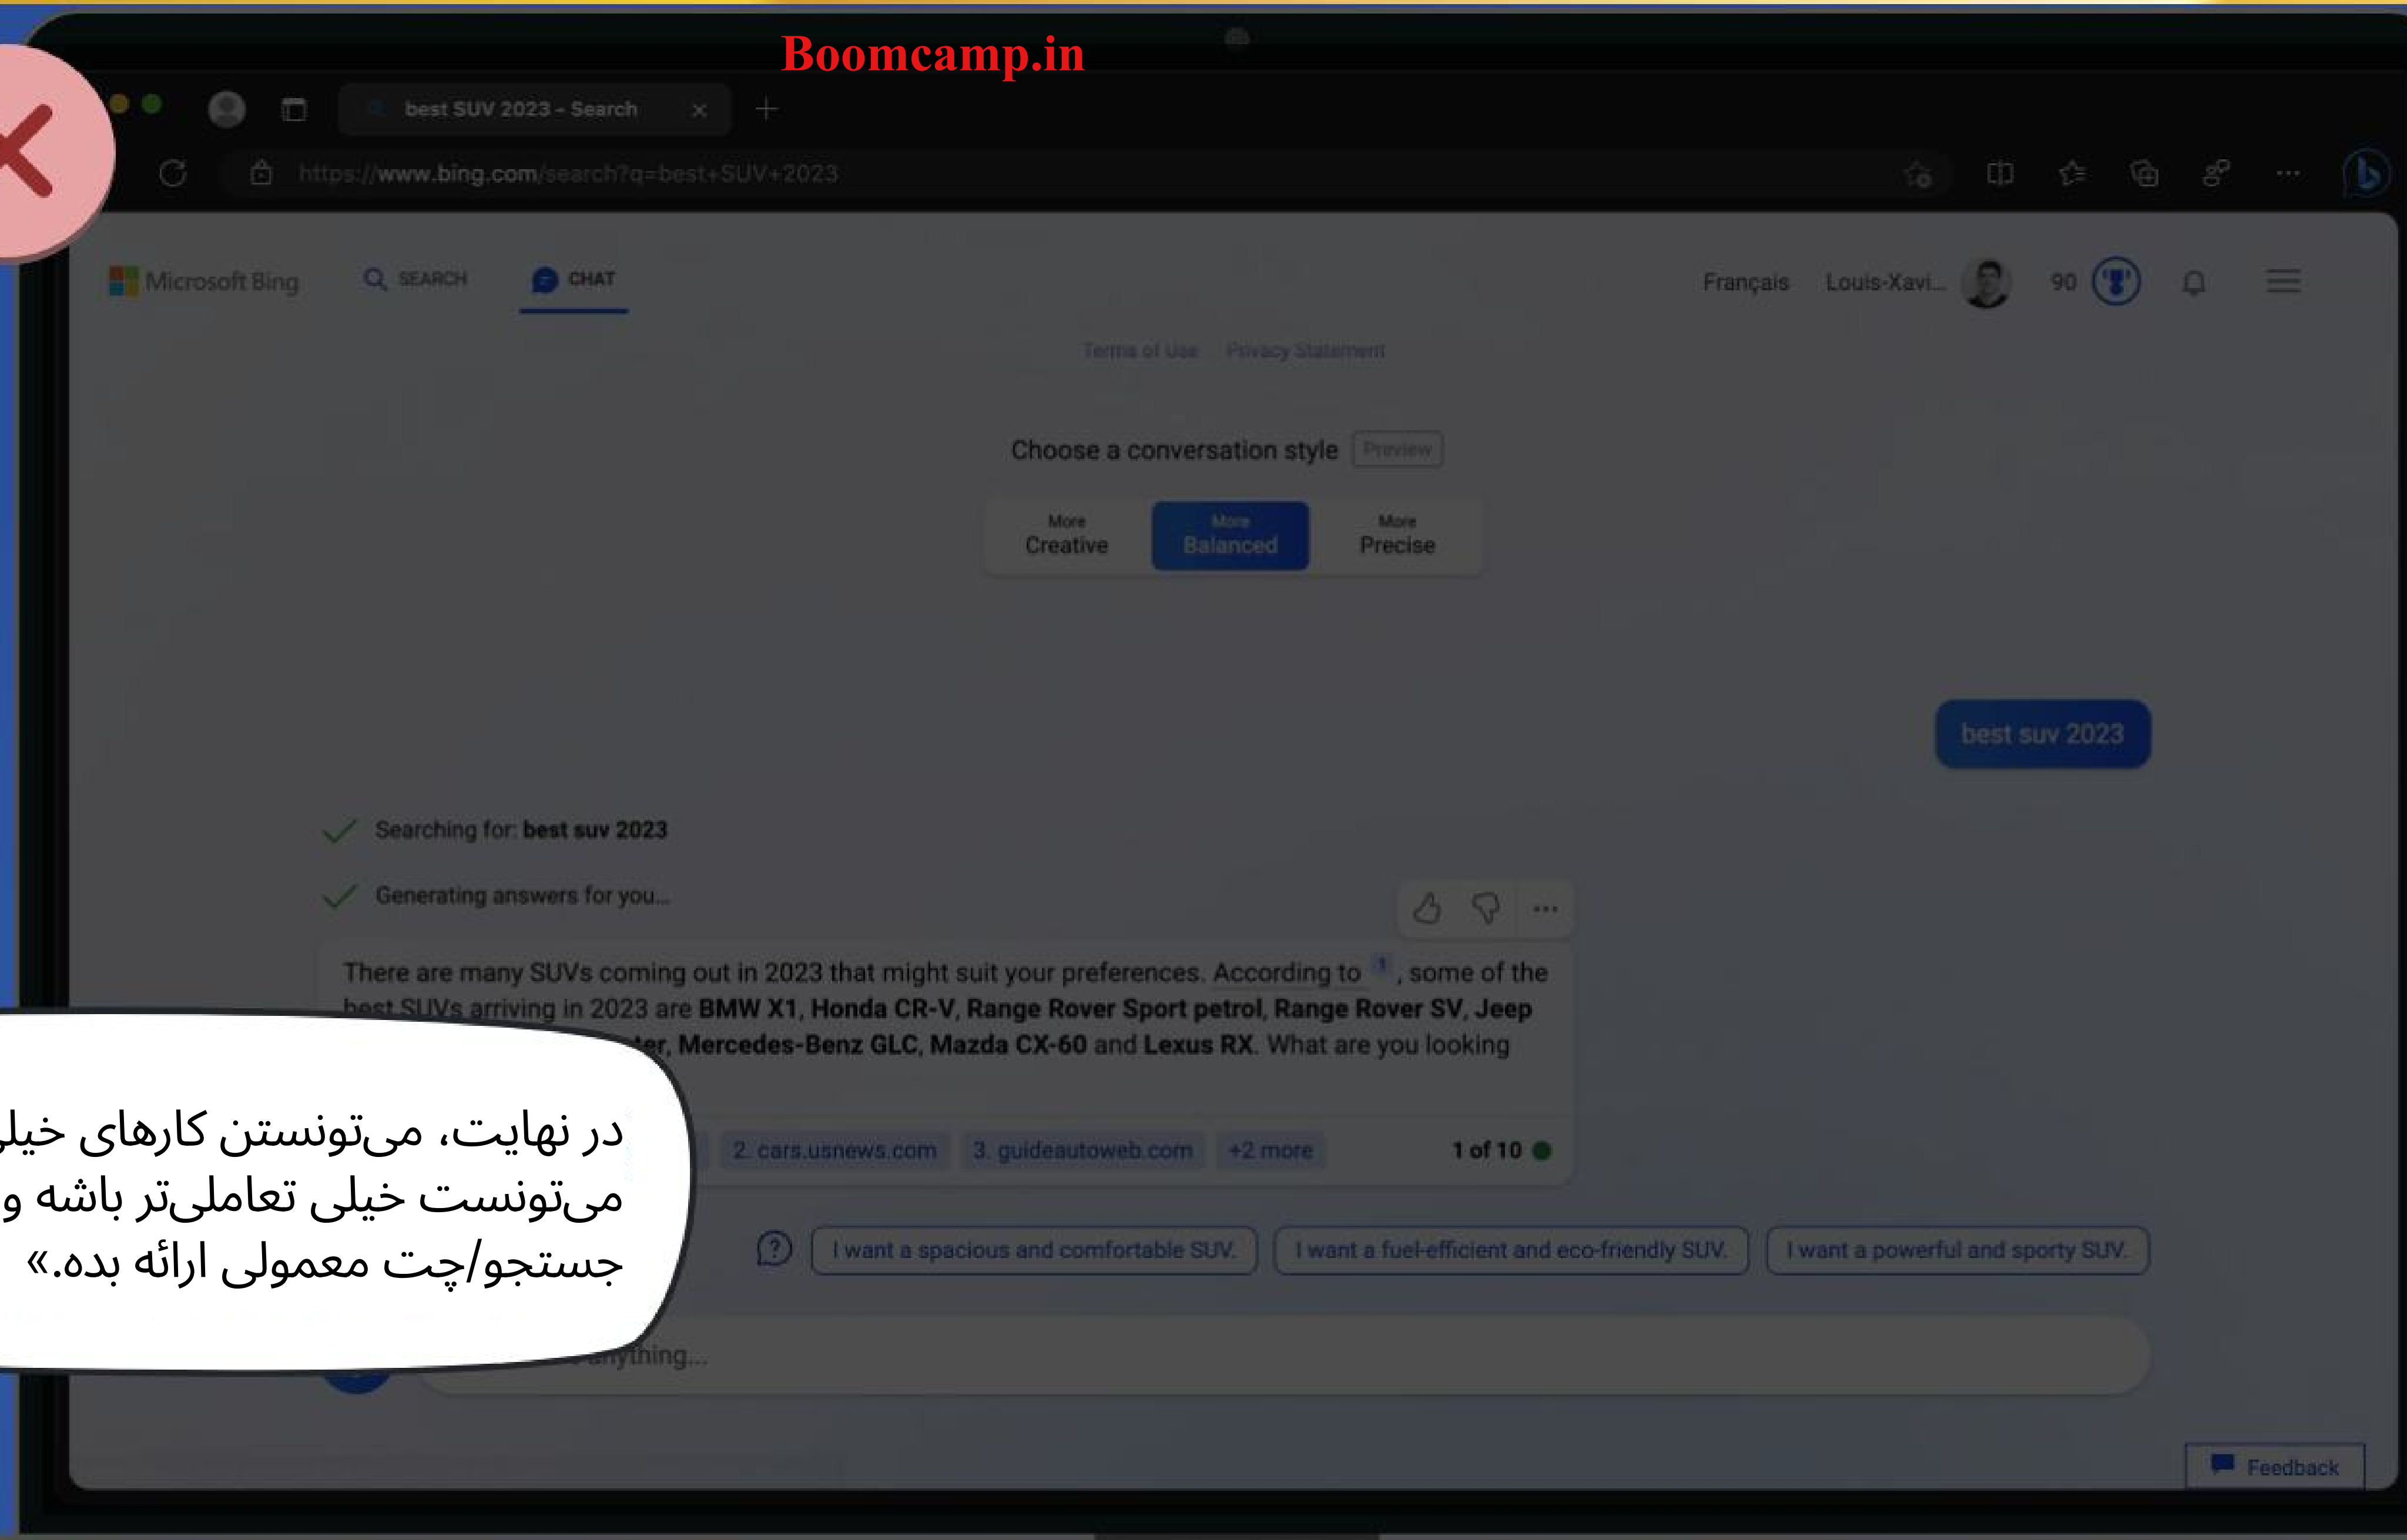 Boomcamp.in
best SUV 2023 - Search
https://www.bing.com/search?q=best+SUV+2023
Microsoft Bing SEARCH CHAT Français Louis-Xavi... 90
Terms of Use Privacy Statement
Choose a conversation style Preview
More Creative
More Balanced
More Precise
best suv 2023
Searching for: best suv 2023
Generating answers for you...
There are many SUVs coming out in 2023 that might suit your preferences. According to 1, some of the
best SUVs arriving in 2023 are BMW X1, Honda CR-V, Range Rover Sport petrol, Range Rover SV, Jeep
Mercedes-Benz GLC, Mazda CX-60 and Lexus RX. What are you looking
2. cars.usnews.com 3. guideautoweb.com +2 more 1 of 10
در نهایت، می‌تونستن کارهای
می‌تونست خیلی تعاملی‌تر باشه و
جستجو/چت معمولی ارائه بده.»
I want a spacious and comfortable SUV. I want a fuel-efficient and eco-friendly SUV. I want a powerful and sporty SUV.
anything...
Feedback